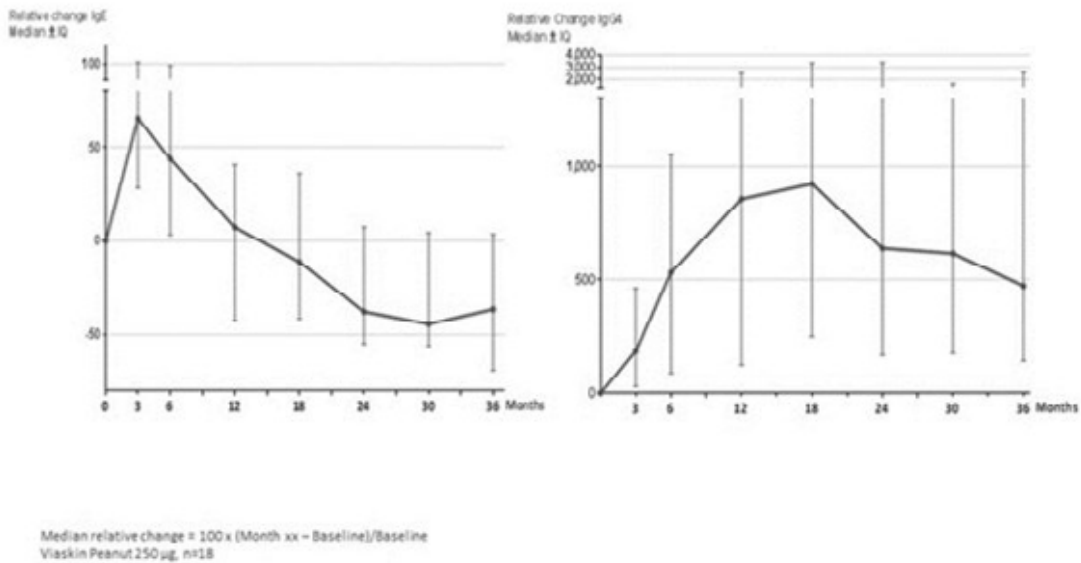 Relative change IgE
Median ± IQ
100
50
0
-50
0 3 6 12 18 24 30 36 Months
Relative Change IgG4
Median ± IQ
4,000
3,000
2,000
1,000
500
0
3 6 12 18 24 30 36 Months
Median relative change = 100 x (Month xx – Baseline)/Baseline
Viaskin Peanut 250 µg, n=18